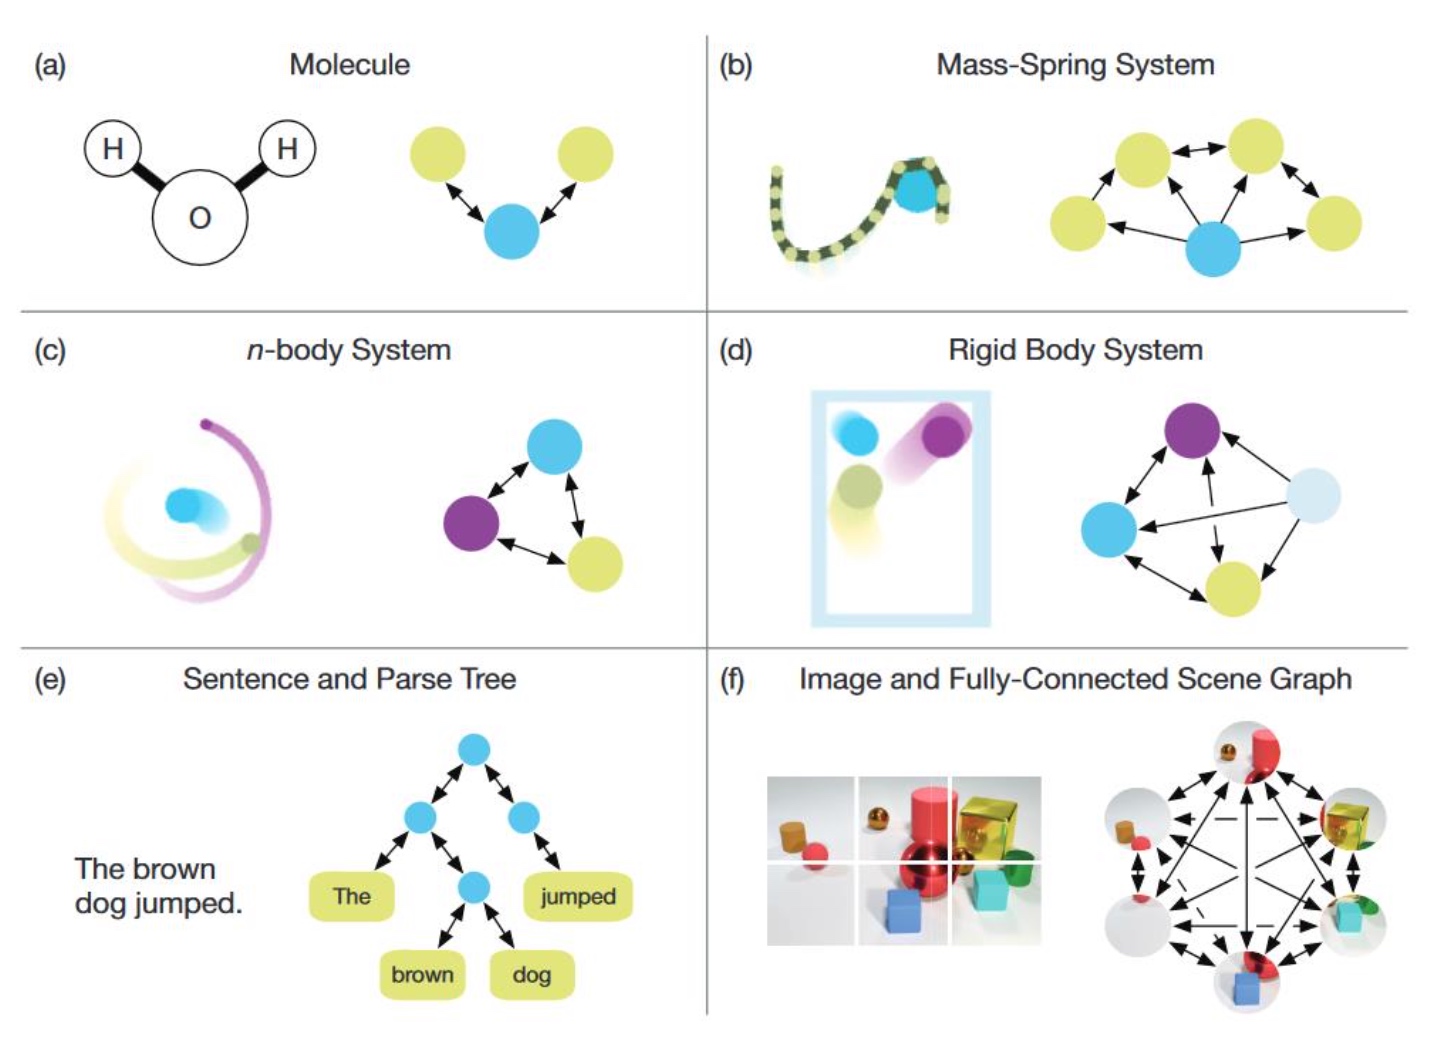 (a) Molecule
H H
O
(b) Mass-Spring System
(c) n-body System
(d) Rigid Body System
(e) Sentence and Parse Tree
The brown
dog jumped.
The
jumped
brown
dog
(f) Image and Fully-Connected Scene Graph